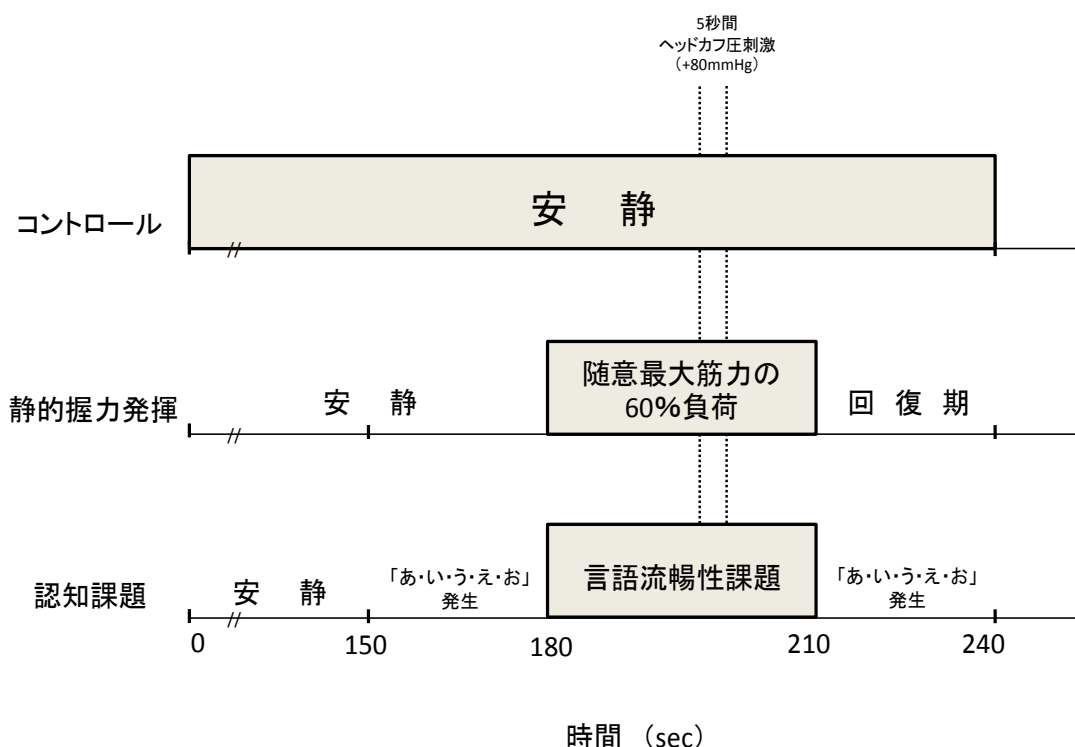 5秒間
ヘッドカフ圧刺激
（+80mmHg）
安 静
コントロール
随意最大筋力の
60%負荷
静的握力発揮
安 静
回 復 期
「あ・い・う・え・お」
発生
言語流暢性課題
「あ・い・う・え・お」
発生
認知課題
安 静
0
150
180
210
240
時間 （sec）